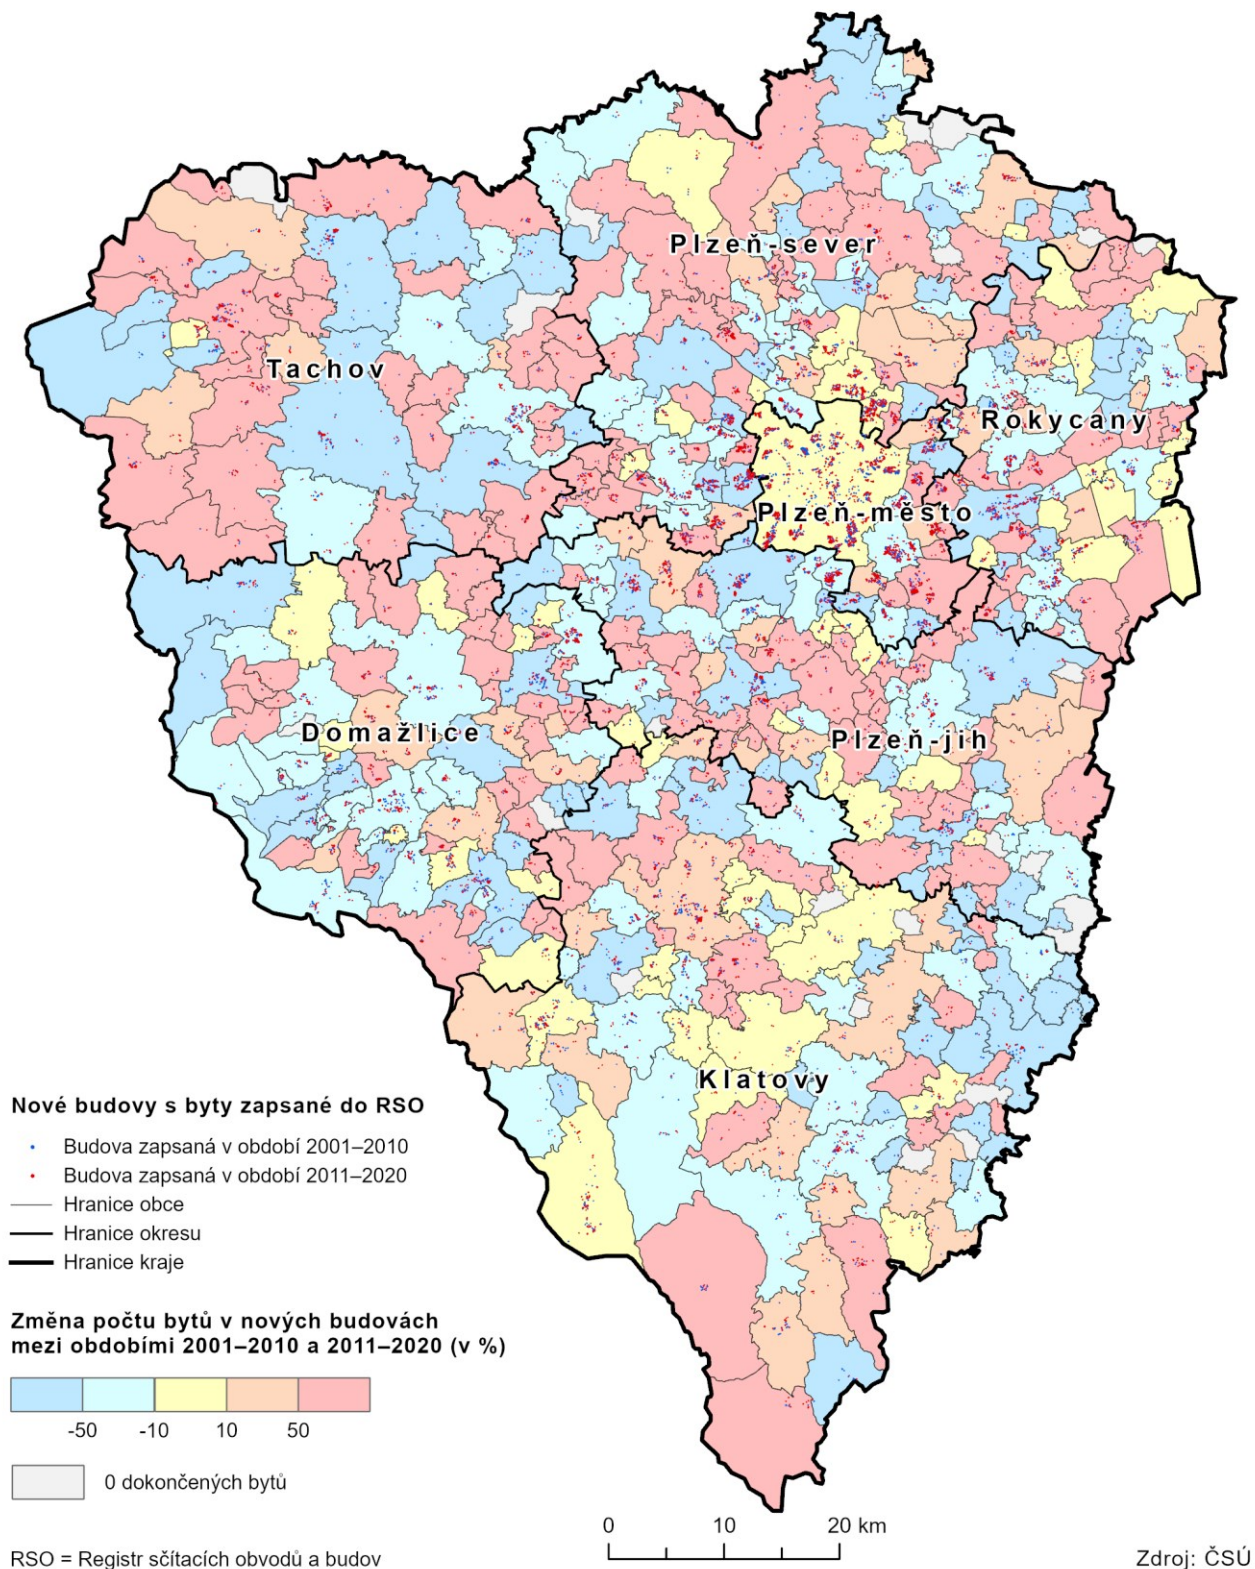 Plzeň-sever
Tachov
Rokycany
Plzeň-město
Domažlice
Plzeň-jih
Klatovy
Nové budovy s byty zapsané do RSO
Budova zapsaná v období 2001–2010
Budova zapsaná v období 2011–2020
Hranice obce
Hranice okresu
Hranice kraje
Změna počtu bytů v nových budovách
mezi obdobími 2001–2010 a 2011–2020 (v %)
-50 -10 10 50
0 dokončených bytů
0 10 20 km
RSO = Registr sčítacích obvodů a budov
Zdroj: ČSÚ